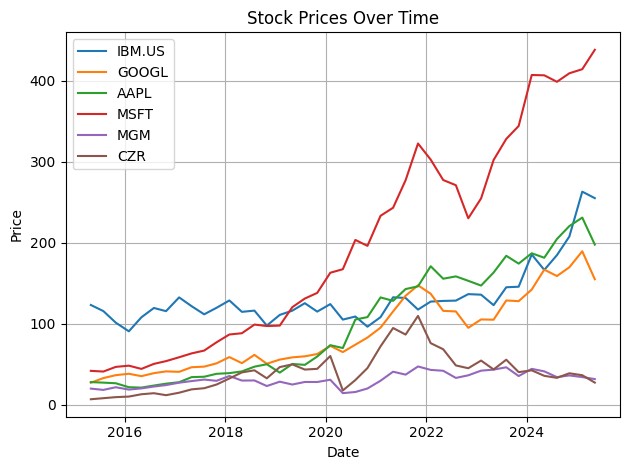 Stock Prices Over Time
IBM.US
GOOGL
AAPL
MSFT
MGM
CZR
Price
400
300
200
100
0
2016 2018 2020 2022 2024
Date